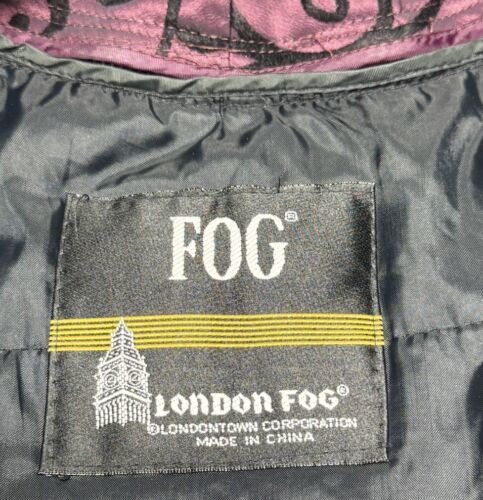 FOG®
LONDON FOG®
©LONDONTOWN CORPORATION
MADE IN CHINA